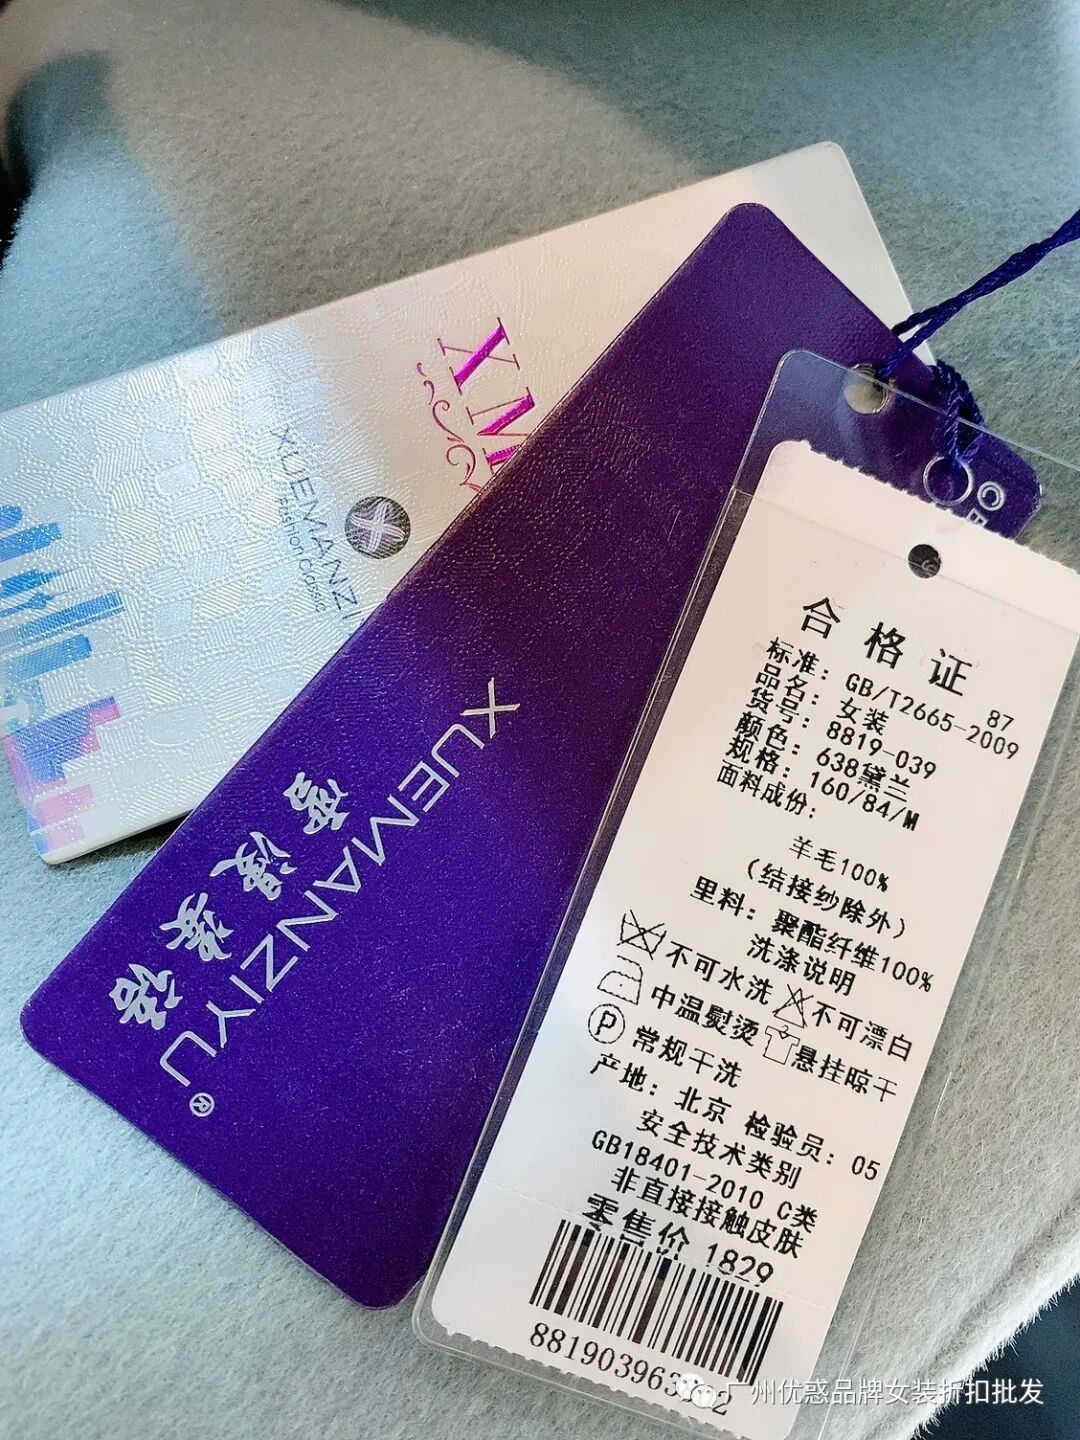 XM
XUEMANZI
Fashion Classic
XUEMANZIYU®
合格证
87
标准：GB/T2665-2009
品名：女装
货号：8819-039
颜色：638黛兰
规格：160/84/M
面料成份：
羊毛100%
（结接纱除外）
里料：聚酯纤维100%
洗涤说明
不可水洗 不可漂白
中温熨烫 悬挂晾干
P 常规干洗
产地：北京 检验员：05
安全技术类别
GB18401-2010 C类
非直接接触皮肤
零售价 1829
广州优惑品牌女装折扣批发